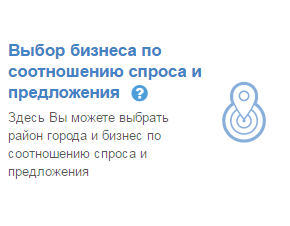 Выбор бизнеса по
соотношению спроса и
предложения ?
Здесь Вы можете выбрать
район города и бизнес по
соотношению спроса и
предложения